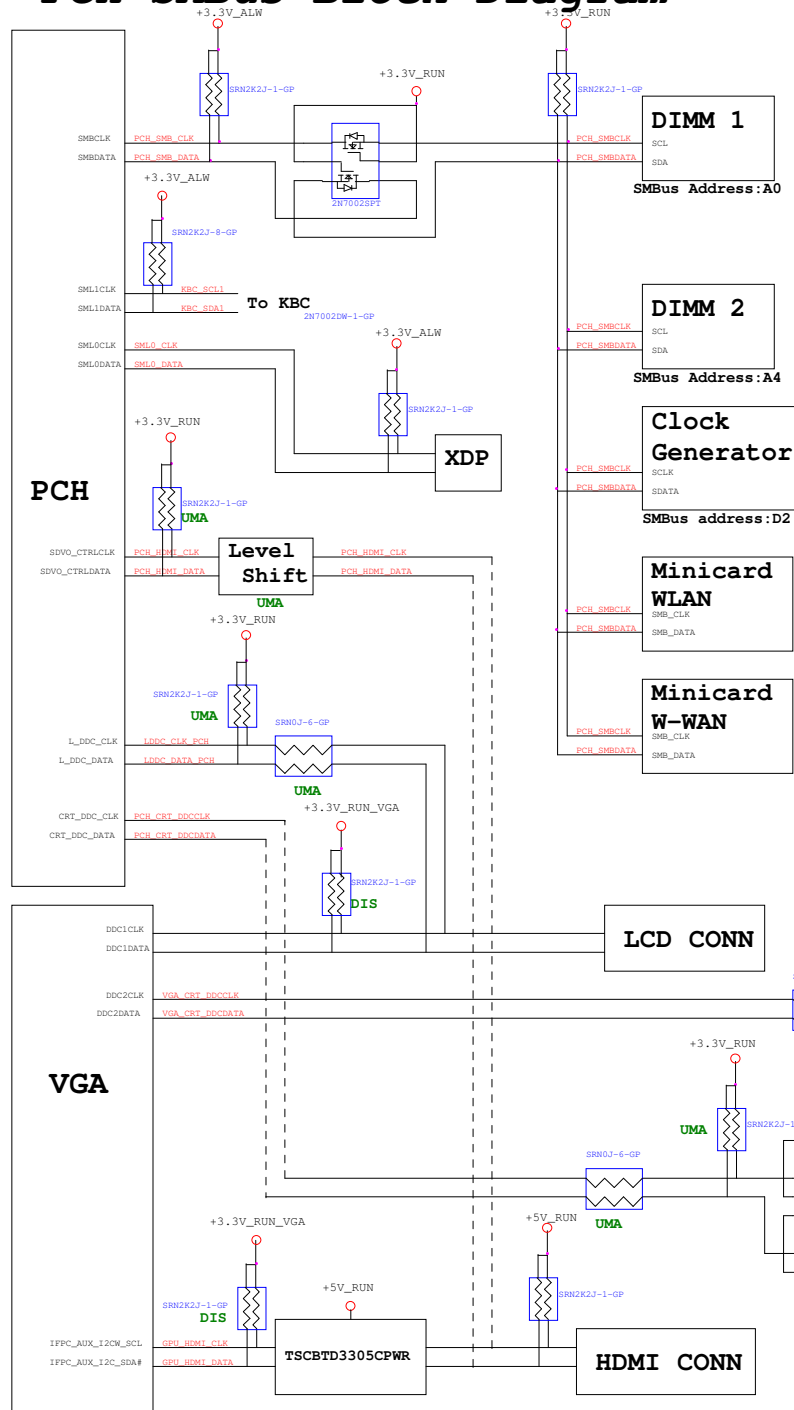 PCH SMBus Block Diagram
+3.3V_ALW
+3.3V_RUN
SRN2K2J-1-GP
+3.3V_RUN
SRN2K2J-1-GP
DIMM 1
SMBCLK
PCH_SMB_CLK
PCH_SMBCLK
SCL
SMBDATA
PCH_SMB_DATA
PCH_SMBDATA
SDA
+3.3V_ALW
2N7002SPT
SMBus Address:A0
SRN2K2J-8-GP
SML1CLK
KBC_SCL1
To KBC
SML1DATA
KBC_SDA1
2N7002DW-1-GP
DIMM 2
PCH_SMBCLK
SCL
PCH_SMBDATA
SDA
SMBus Address:A4
+3.3V_ALW
SML0CLK
SML0_CLK
SML0DATA
SML0_DATA
SRN2K2J-1-GP
XDP
Clock
Generator
PCH_SMBCLK
SCLK
PCH_SMBDATA
SDATA
SMBus address:D2
+3.3V_RUN
PCH
SRN2K2J-1-GP
UMA
SDVO_CTRLCLK
PCH_HDMI_CLK
Level
Shift
PCH_HDMI_CLK
SDVO_CTRLDATA
PCH_HDMI_DATA
PCH_HDMI_DATA
UMA
Minicard
WLAN
PCH_SMBCLK
SMB_CLK
PCH_SMBDATA
SMB_DATA
+3.3V_RUN
SRN2K2J-1-GP
UMA
SRN0J-6-GP
Minicard
W-WAN
PCH_SMBCLK
SMB_CLK
PCH_SMBDATA
SMB_DATA
L_DDC_CLK
LDDC_CLK_PCH
L_DDC_DATA
LDDC_DATA_PCH
UMA
+3.3V_RUN_VGA
CRT_DDC_CLK
PCH_CRT_DDCCLK
CRT_DDC_DATA
PCH_CRT_DDCDATA
SRN2K2J-1-GP
DIS
DDC1CLK
DDC1DATA
LCD CONN
DDC2CLK
VGA_CRT_DDCCLK
DDC2DATA
VGA_CRT_DDCDATA
+3.3V_RUN
VGA
UMA
SRN2K2J-1
SRN0J-6-GP
UMA
+3.3V_RUN_VGA
+5V_RUN
+5V_RUN
SRN2K2J-1-GP
DIS
SRN2K2J-1-GP
IFPC_AUX_I2CW_SCL
GPU_HDMI_CLK
TSCBTD3305CPWR
IFPC_AUX_I2C_SDA#
GPU_HDMI_DATA
HDMI CONN